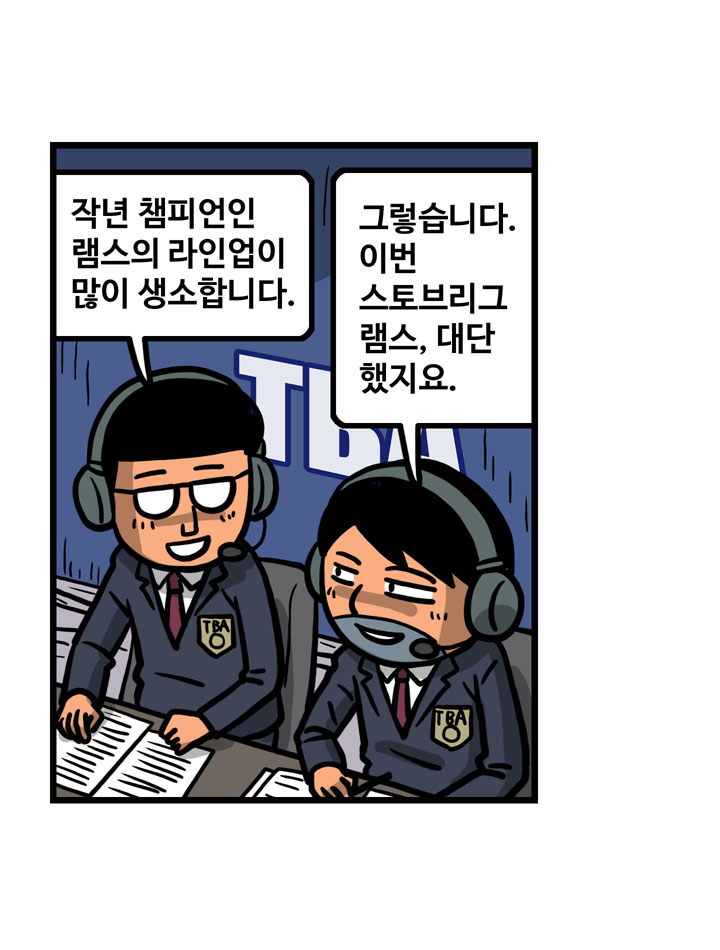 작년 챔피언인
램스의 라인업이
많이 생소합니다.
그렇습니다.
이번
스토브리그
램스, 대단
했지요.
TBA
TBA
TBA